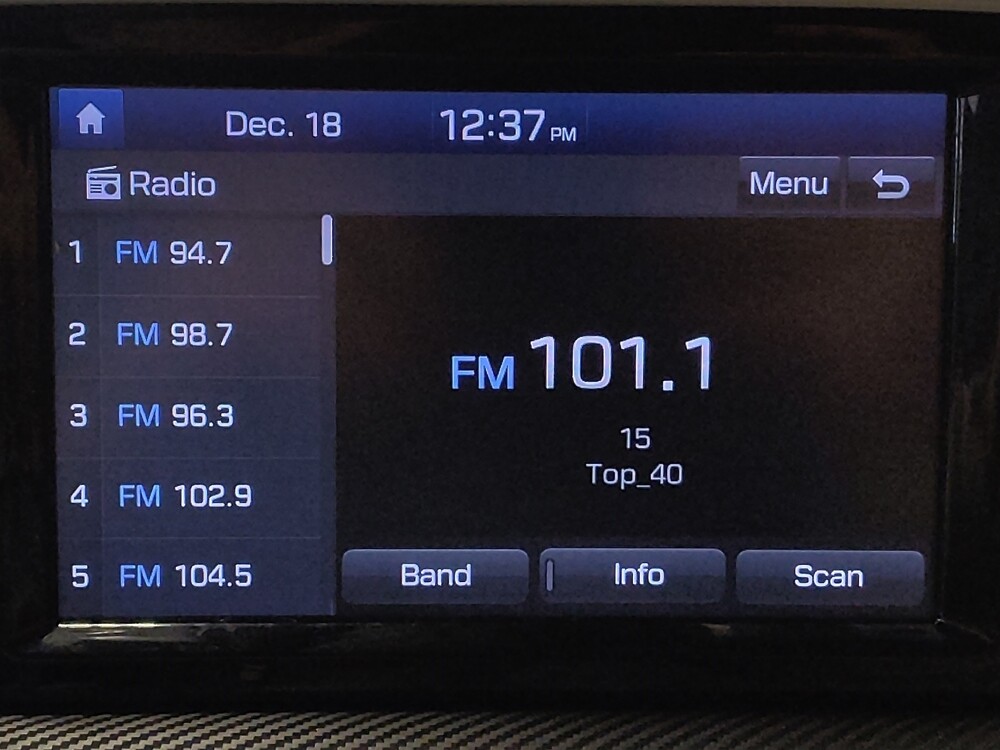 Dec. 18 12:37 PM
Radio Menu
1 FM 94.7
2 FM 98.7
3 FM 96.3
4 FM 102.9
5 FM 104.5
FM 101.1
15
Top_40
Band Info Scan